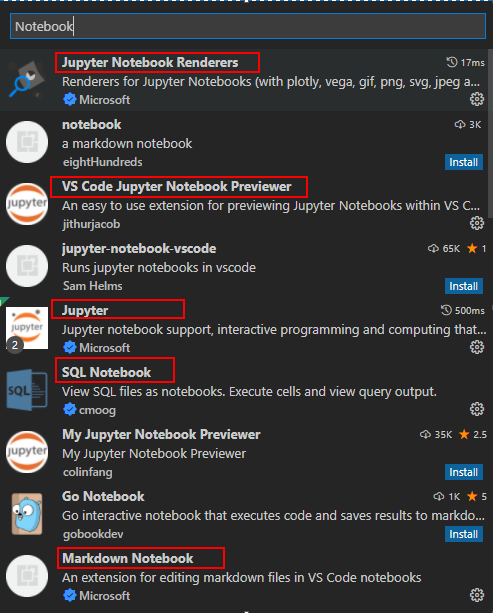 Notebook
Jupyter Notebook Renderers 17ms
Renderers for Jupyter Notebooks (with plotly, vega, gif, png, svg, jpeg a...
Microsoft
notebook 3K
a markdown notebook
eightHundreds Install
VS Code Jupyter Notebook Previewer
jupyter
An easy to use extension for previewing Jupyter Notebooks within VS C...
jithurjacob
jupyter-notebook-vscode 65K 1
Runs jupyter notebooks in vscode
Sam Helms Install
Jupyter 500ms
jupyter
Jupyter notebook support, interactive programming and computing that...
2
Microsoft
SQL Notebook
SQL
View SQL files as notebooks. Execute cells and view query output.
cmoog
My Jupyter Notebook Previewer 35K 2.5
jupyter
My Jupyter Notebook Previewer
colinfang Install
Go Notebook 1K 5
Go interactive notebook that executes code and saves results to markdo...
gobookdev Install
Markdown Notebook
An extension for editing markdown files in VS Code notebooks
Microsoft